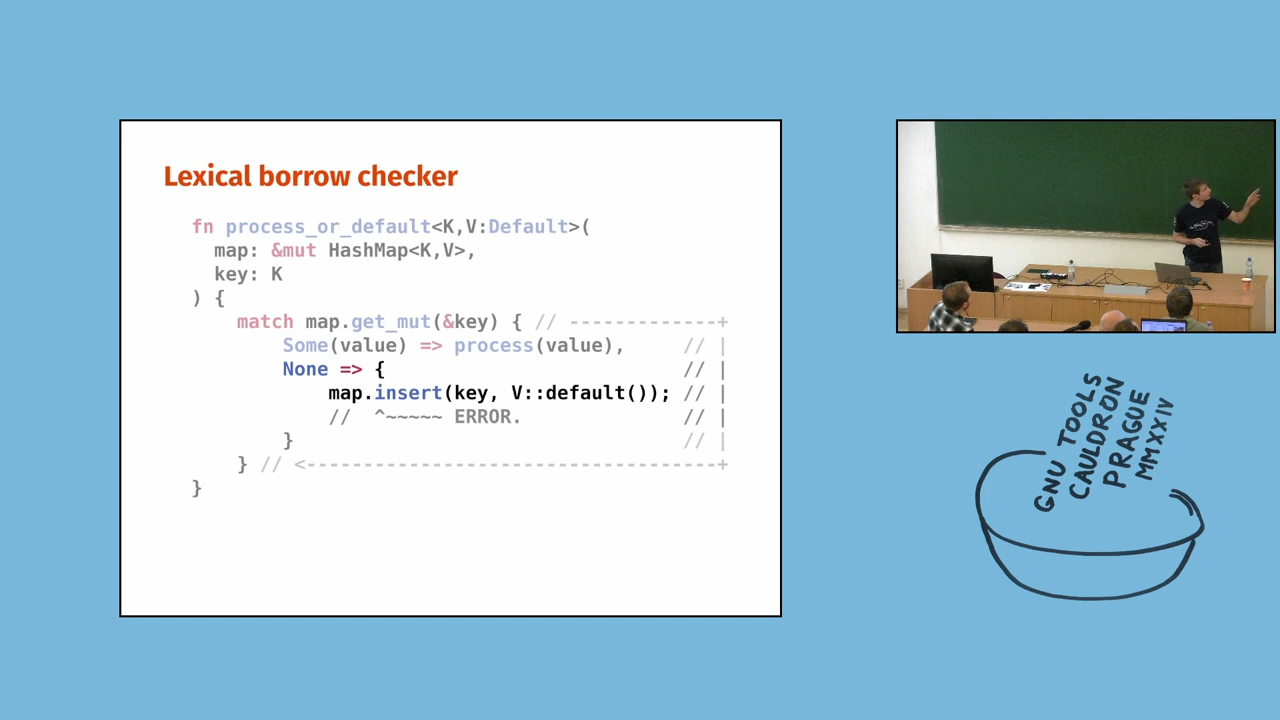 Lexical borrow checker
fn process_or_default<K,V:Default>(
map: &mut HashMap<K,V>,
key: K
) {
match map.get_mut(&key) { // -------------+
Some(value) => process(value), // |
None => { // |
map.insert(key, V::default()); // |
// ^~~~~~ ERROR. // |
} // |
} // <-------------------------------------+
}
GNU TOOLS
CAULDRON
PRAGUE
MMXXIV